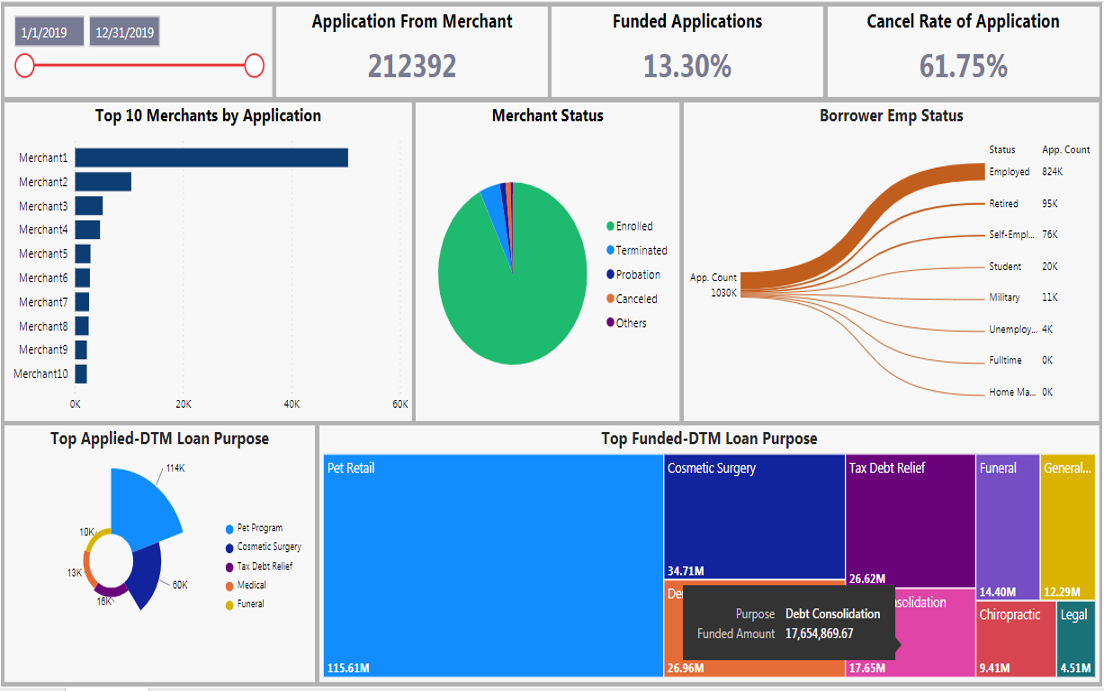 1/1/2019
12/31/2019
Application From Merchant
212392
Funded Applications
13.30%
Cancel Rate of Application
61.75%
Top 10 Merchants by Application
Merchant1
Merchant2
Merchant3
Merchant4
Merchant5
Merchant6
Merchant7
Merchant8
Merchant9
Merchant10
0K 20K 40K 60K
Merchant Status
Enrolled
Terminated
Probation
Canceled
Others
Borrower Emp Status
Status App. Count
Employed 824K
Retired 95K
Self-Empl... 76K
Student 20K
Military 11K
Unemploy... 4K
Fulltime 0K
Home Ma... 0K
App. Count
1030K
Top Applied-DTM Loan Purpose
114K
60K
16K
13K
10K
Pet Program
Cosmetic Surgery
Tax Debt Relief
Medical
Funeral
Top Funded-DTM Loan Purpose
Pet Retail
115.61M
Cosmetic Surgery
34.71M
De
26.96M
Tax Debt Relief
26.62M
nsolidation
17.65M
Purpose Debt Consolidation
Funded Amount 17,654,869.67
Funeral
14.40M
General...
12.29M
Chiropractic
9.41M
Legal
4.51M